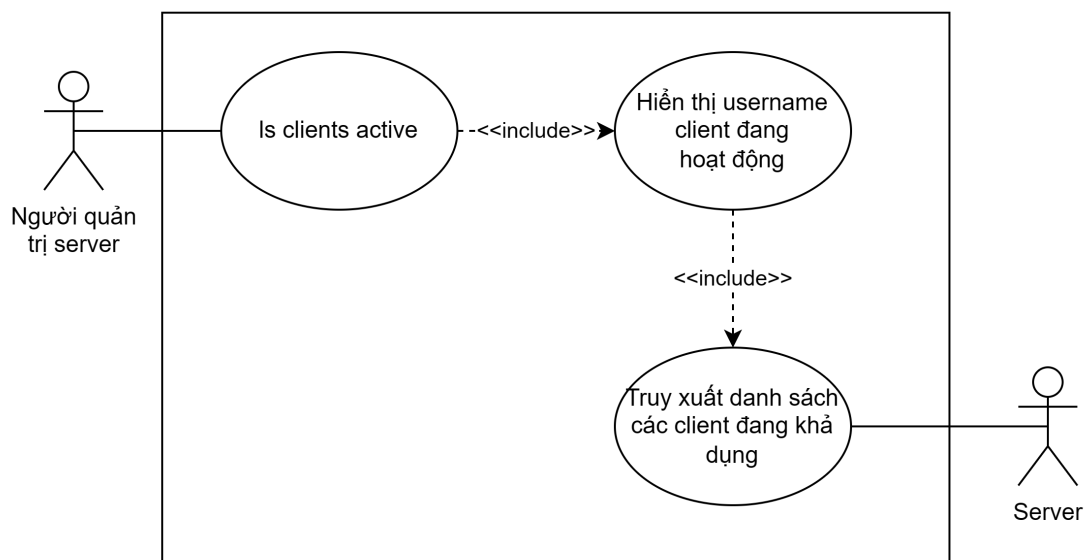 ls clients active
<<include>>
Hiển thị username
client đang
hoạt động
Người quản
trị server
<<include>>
Truy xuất danh sách
các client đang khả
dụng
Server